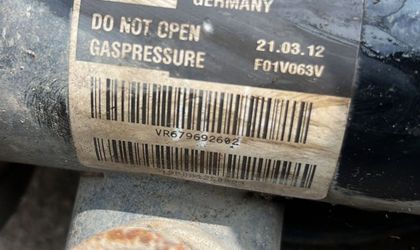 GERMANY
DO NOT OPEN
GASPRESSURE
21.03.12
F01V063V
VR679692602